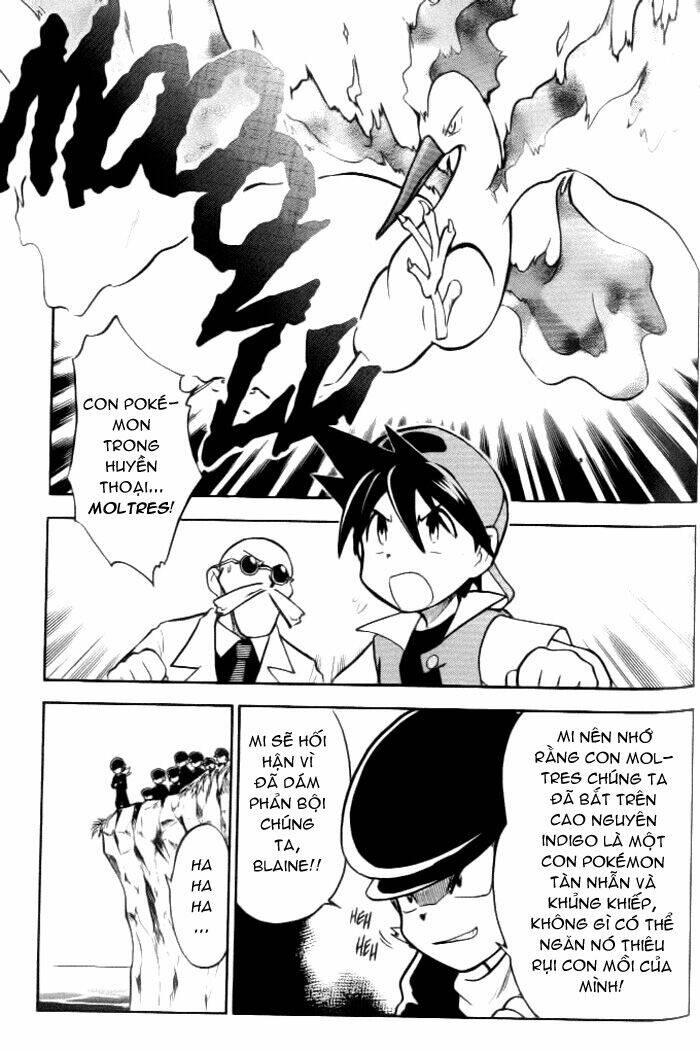 CON POKÉ-
MON
TRONG
HUYỀN
THOẠI...
MOLTRES!
MI NÊN NHỚ
RẰNG CON MOL-
TRES CHÚNG TA
ĐÃ BẮT TRÊN
CAO NGUYÊN
INDIGO LÀ MỘT
CON POKÉMON
TÀN NHẪN VÀ
KHỦNG KHIẾP,
KHÔNG GÌ CÓ THỂ
NGĂN NÓ THIÊU
RỤI CON MỒI CỦA
MÌNH!
MI SẼ HỐI
HẬN VÌ
ĐÃ DÁM
PHẢN BỘI
CHÚNG
TA,
BLAINE!!
HEH
HEH
HA
HA
HA
...